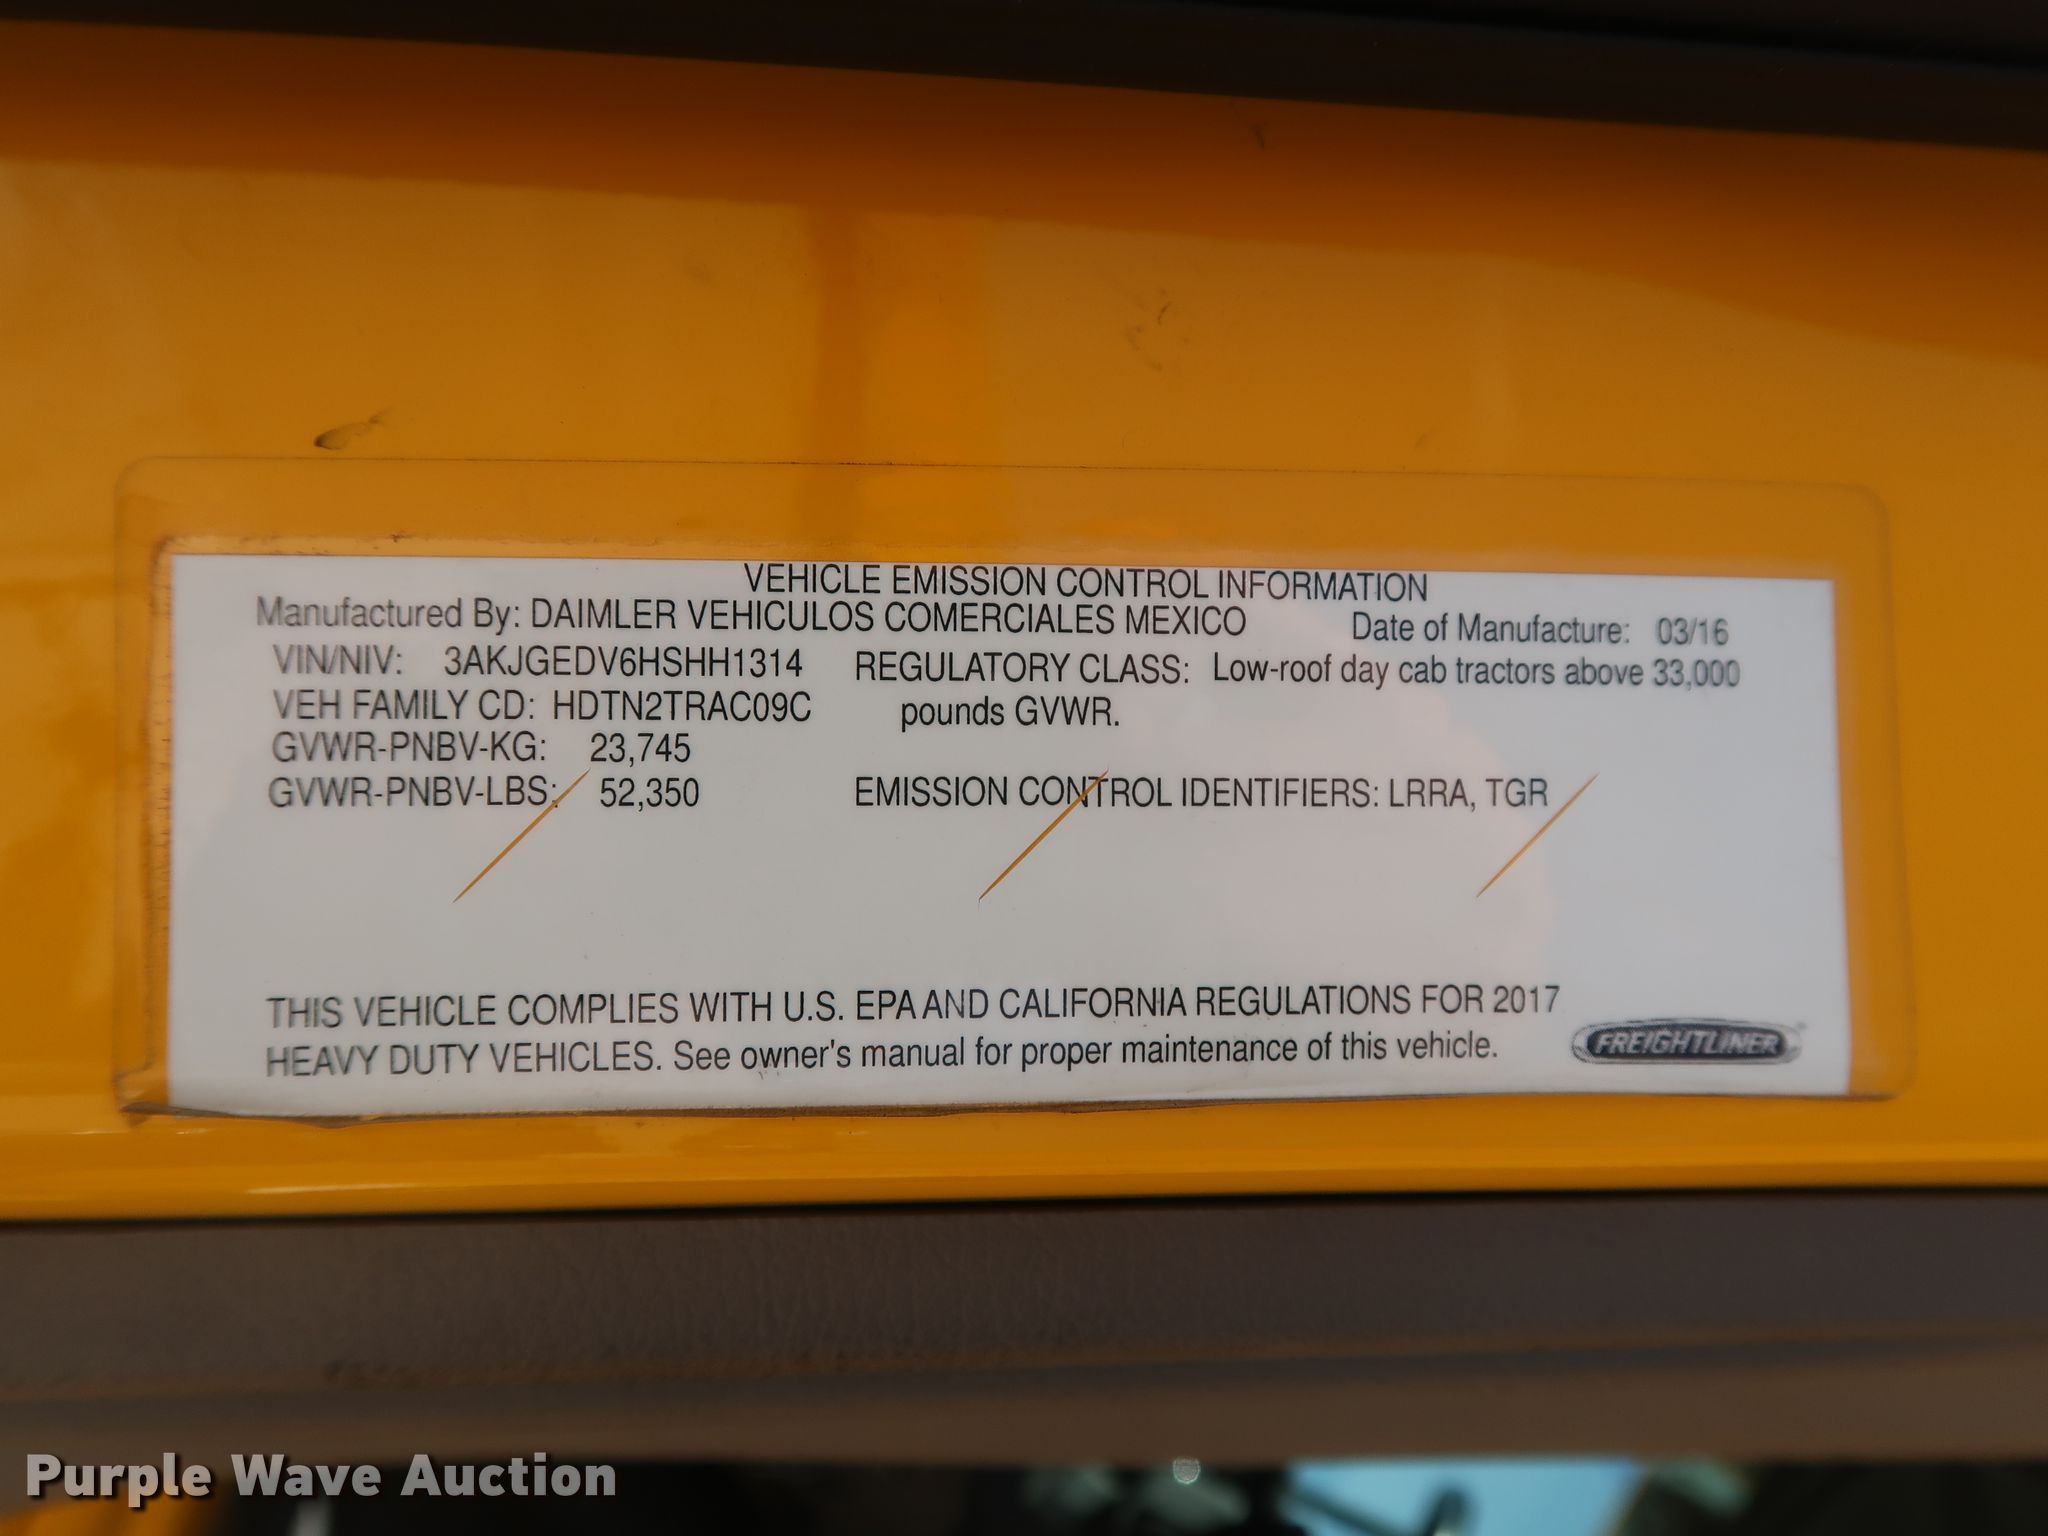 VEHICLE EMISSION CONTROL INFORMATION
Manufactured By: DAIMLER VEHICULOS COMERCIALES MEXICO Date of Manufacture: 03/16
VIN/NIV: 3AKJGEDV6HSHH1314 REGULATORY CLASS: Low-roof day cab tractors above 33,000
VEH FAMILY CD: HDTN2TRAC09C pounds GVWR.
GVWR-PNBV-KG: 23,745
GVWR-PNBV-LBS: 52,350 EMISSION CONTROL IDENTIFIERS: LRRA, TGR
THIS VEHICLE COMPLIES WITH U.S. EPA AND CALIFORNIA REGULATIONS FOR 2017
HEAVY DUTY VEHICLES. See owner's manual for proper maintenance of this vehicle.
FREIGHTLINER
Purple Wave Auction